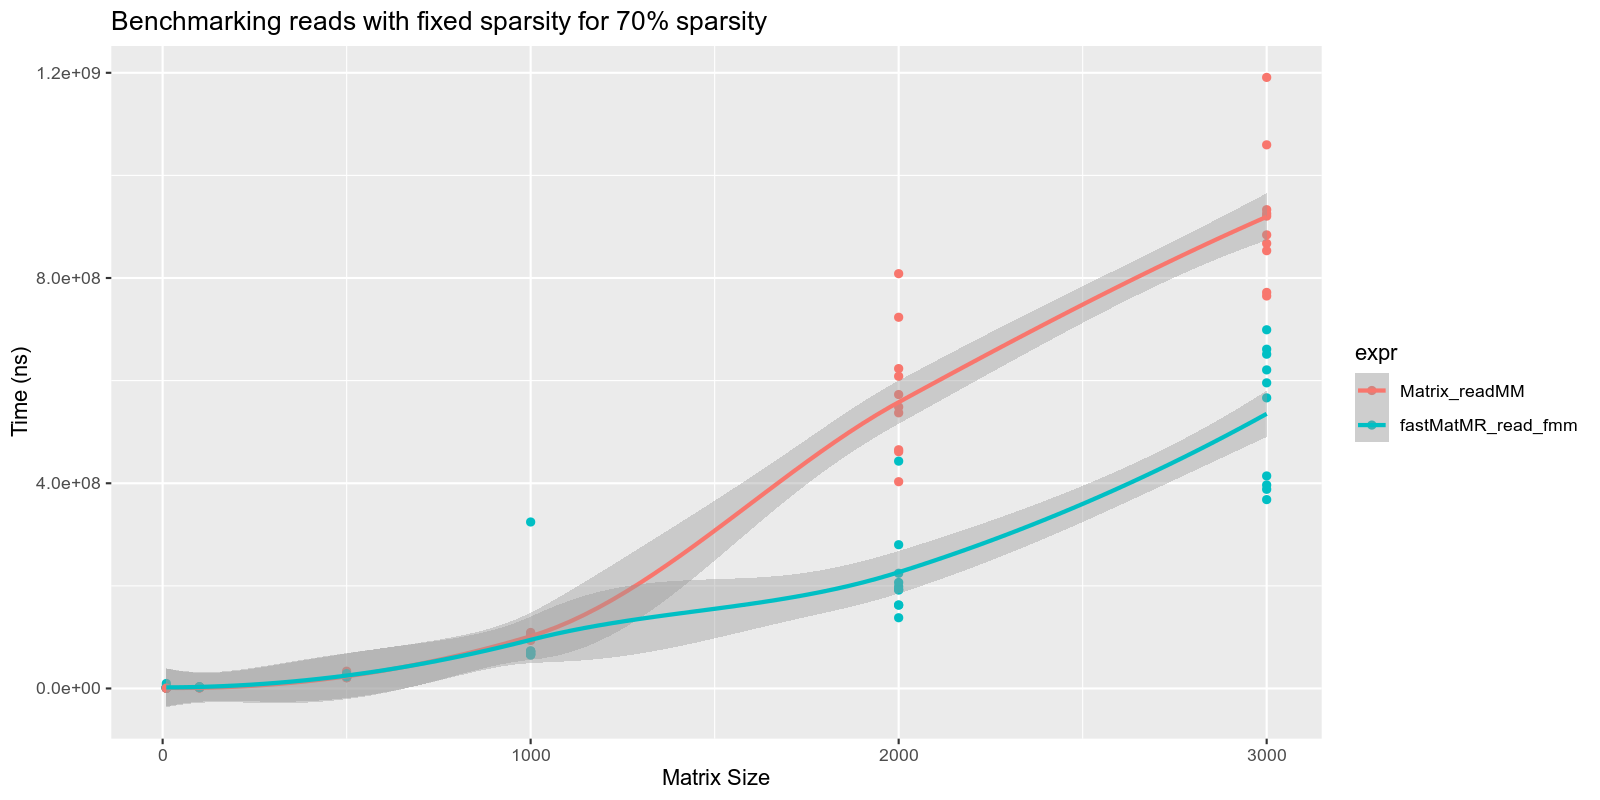 Benchmarking reads with fixed sparsity for 70% sparsity
1.2e+09
8.0e+08
4.0e+08
0.0e+00
Time (ns)
0
1000
2000
3000
Matrix Size
expr
Matrix_readMM
fastMatMR_read_fmm